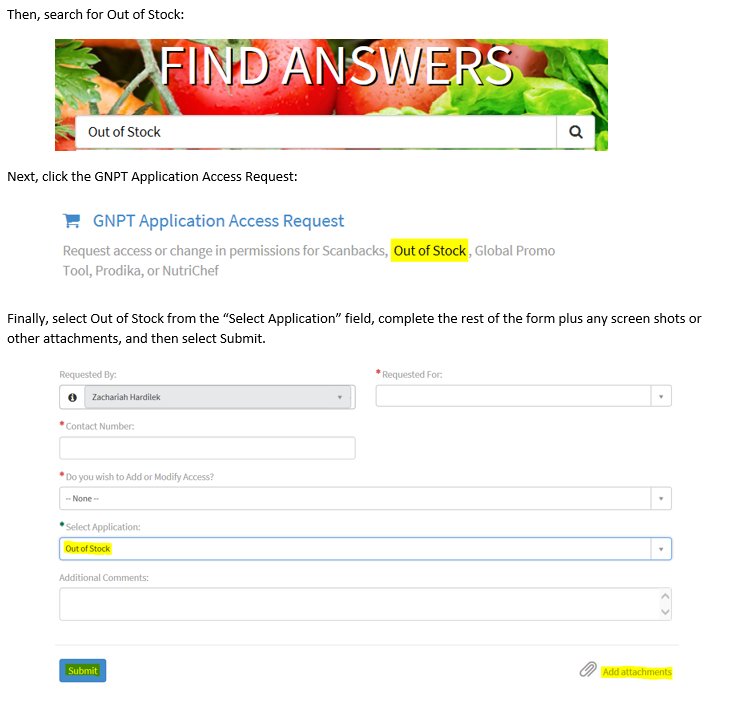 Then, search for Out of Stock:
FIND ANSWERS
Out of Stock
Next, click the GNPT Application Access Request:
GNPT Application Access Request
Request access or change in permissions for Scanbacks, Out of Stock, Global Promo
Tool, Prodika, or NutriChef
Finally, select Out of Stock from the “Select Application” field, complete the rest of the form plus any screen shots or
other attachments, and then select Submit.
Requested By:
* Requested For:
Zachariah Hardilek
* Contact Number:
* Do you wish to Add or Modify Access?
-- None --
* Select Application:
Out of Stock
Additional Comments:
Submit
Add attachments